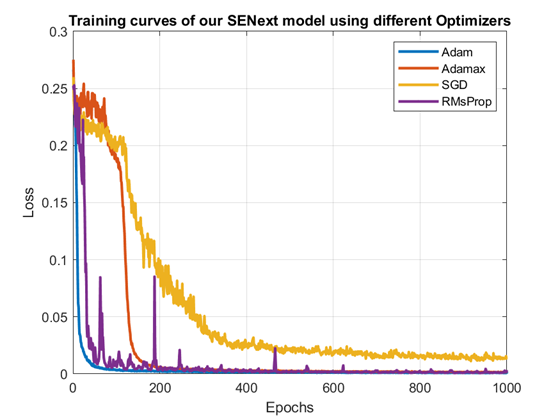 Training curves of our SENext model using different Optimizers
0.3
0.25
0.2
0.15
0.1
0.05
0
Loss
Adam
Adamax
SGD
RMsProp
0 200 400 600 800 1000
Epochs